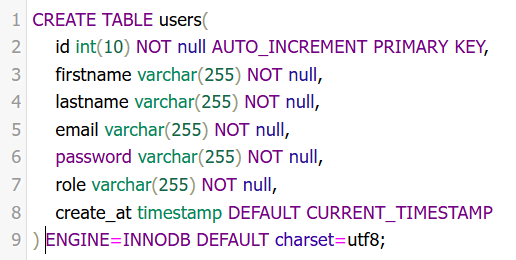 1 CREATE TABLE users(
2 id int(10) NOT null AUTO_INCREMENT PRIMARY KEY,
3 firstname varchar(255) NOT null,
4 lastname varchar(255) NOT null,
5 email varchar(255) NOT null,
6 password varchar(255) NOT null,
7 role varchar(255) NOT null,
8 create_at timestamp DEFAULT CURRENT_TIMESTAMP
9 ) ENGINE=INNODB DEFAULT charset=utf8;